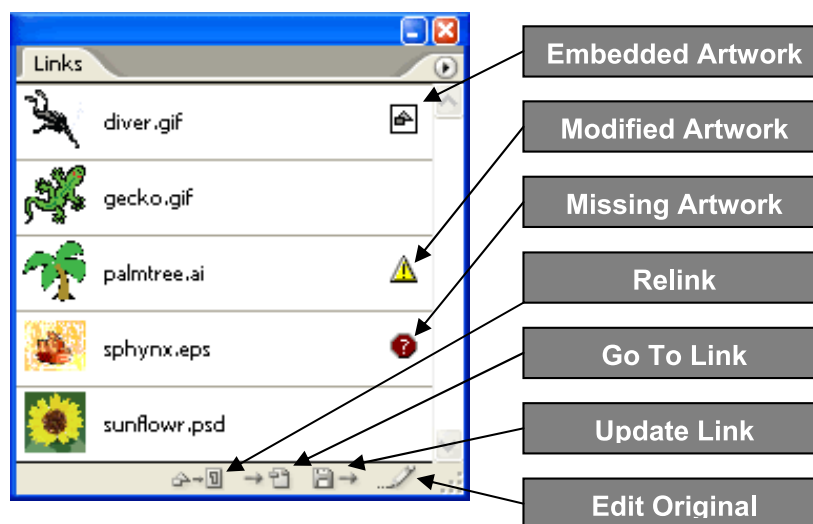 Links
Embedded Artwork
diver.gif
Modified Artwork
gecko.gif
Missing Artwork
palmtree.ai
Relink
sphynx.eps
Go To Link
sunflowr.psd
Update Link
Edit Original